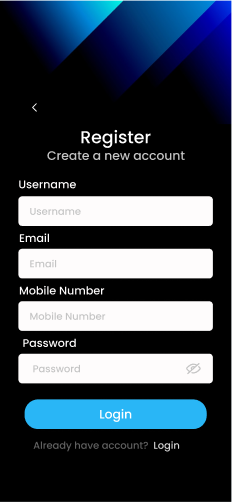 Register
Create a new account
Username
Username
Email
Email
Mobile Number
Mobile Number
Password
Password
Login
Already have account? Login